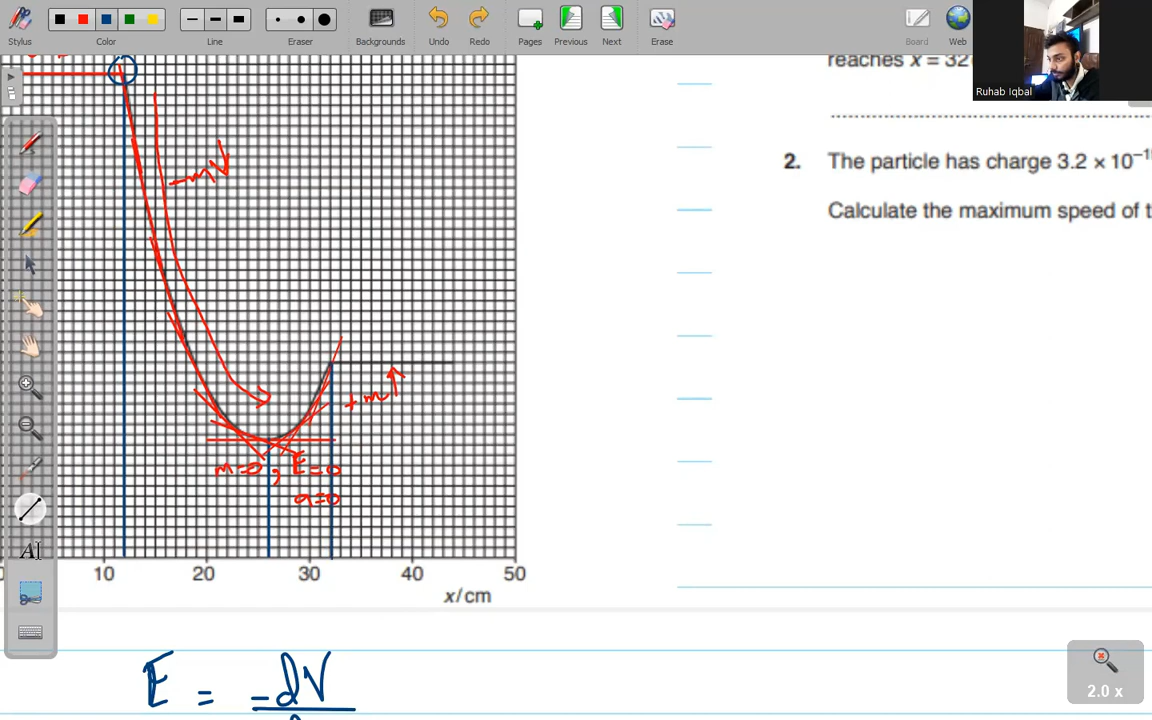 Stylus
Color
Line
Eraser
Backgrounds
Undo
Redo
Pages
Previous
Next
Erase
Board
Web
Ruhab Iqbal
reaches x = 32
2. The particle has charge 3.2 × 10⁻¹
Calculate the maximum speed of t
-m↓
+m↑
m=0 ; E=0
a=0
10 20 30 40 50
x/cm
E = -dV
AI
2.0 x